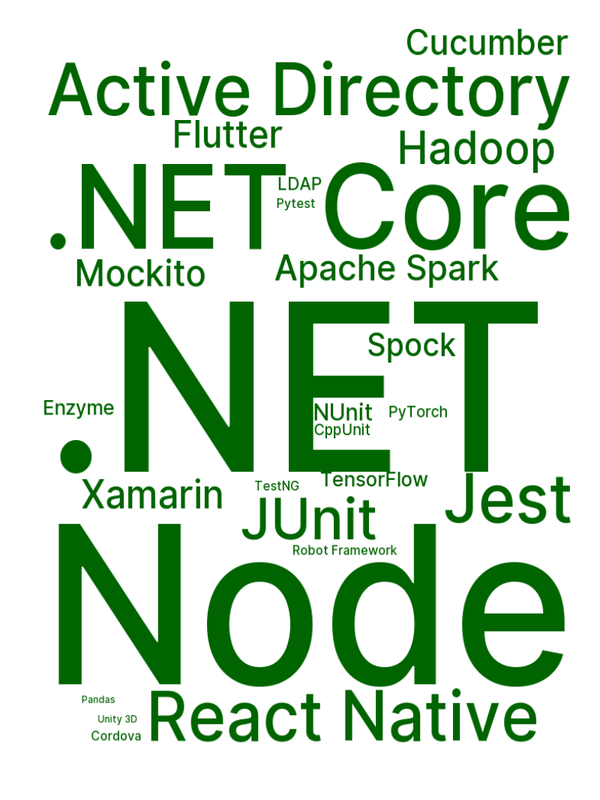 Cucumber
Active Directory
Flutter
Hadoop
.NET Core
LDAP
Pytest
Mockito
Apache Spark
.NET
Spock
Enzyme
NUnit
PyTorch
CppUnit
TensorFlow
Xamarin
TestNG
JUnit
Jest
Robot Framework
Node
Pandas
React Native
Unity 3D
Cordova